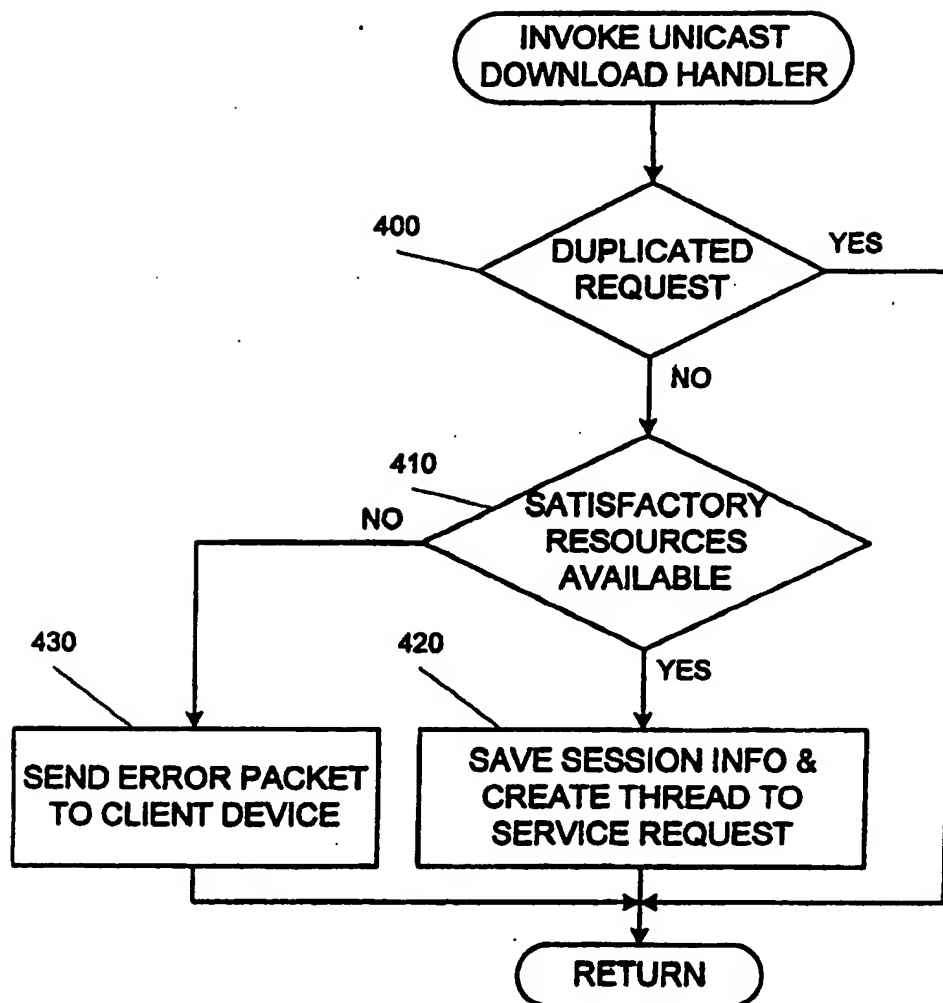 INVOKE UNICAST
DOWNLOAD HANDLER
400
DUPLICATED
REQUEST
YES
NO
410
SATISFACTORY
RESOURCES
AVAILABLE
NO
YES
430
SEND ERROR PACKET
TO CLIENT DEVICE
420
SAVE SESSION INFO &
CREATE THREAD TO
SERVICE REQUEST
RETURN